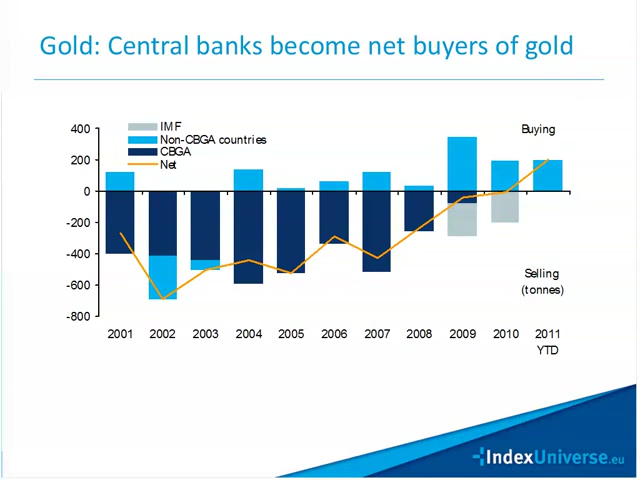 Gold: Central banks become net buyers of gold
IMF
Non-CBGA countries
CBGA
Net
Buying
400
200
0
-200
-400
-600
-800
Selling
(tonnes)
2001 2002 2003 2004 2005 2006 2007 2008 2009 2010 2011
YTD
IndexUniverse.eu